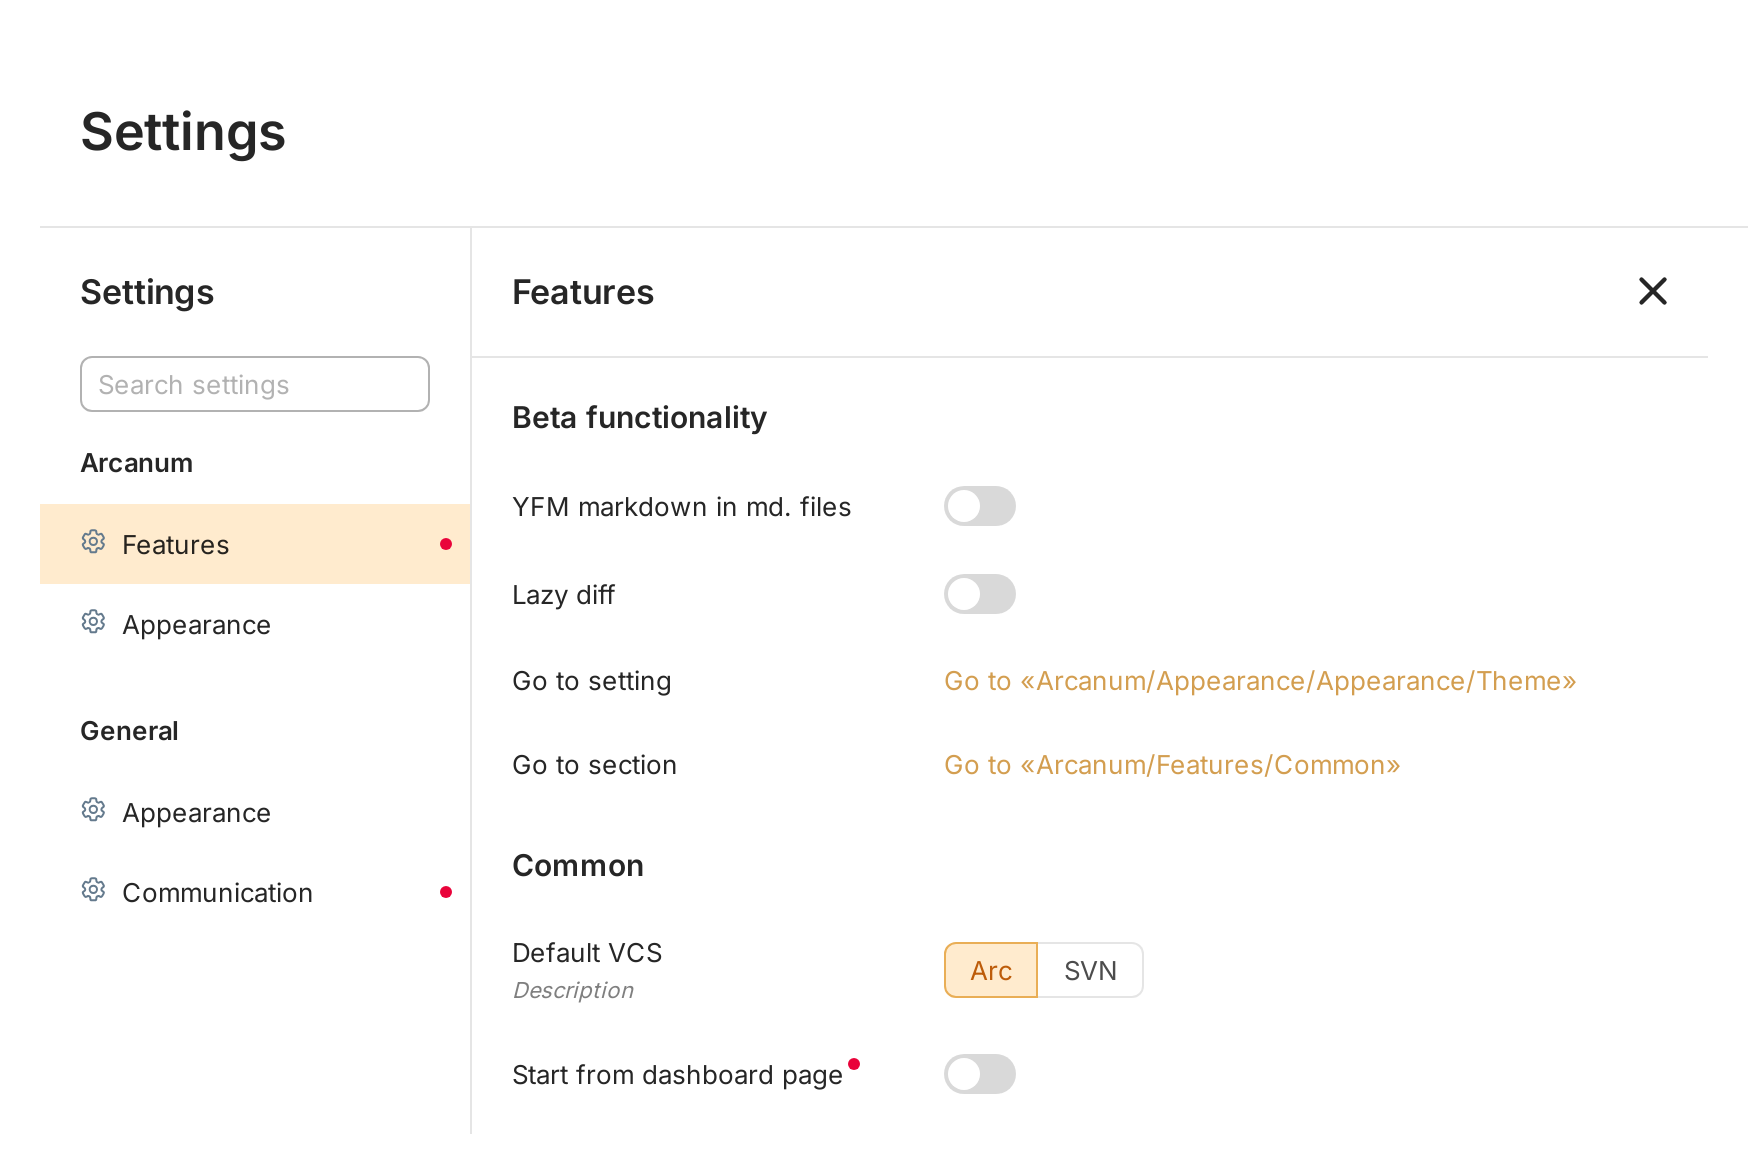 Settings
Settings
Search settings
Arcanum
Features
Appearance
General
Appearance
Communication
Features
Beta functionality
YFM markdown in md. files
Lazy diff
Go to setting
Go to «Arcanum/Appearance/Appearance/Theme»
Go to section
Go to «Arcanum/Features/Common»
Common
Default VCS
Description
Arc
SVN
Start from dashboard page